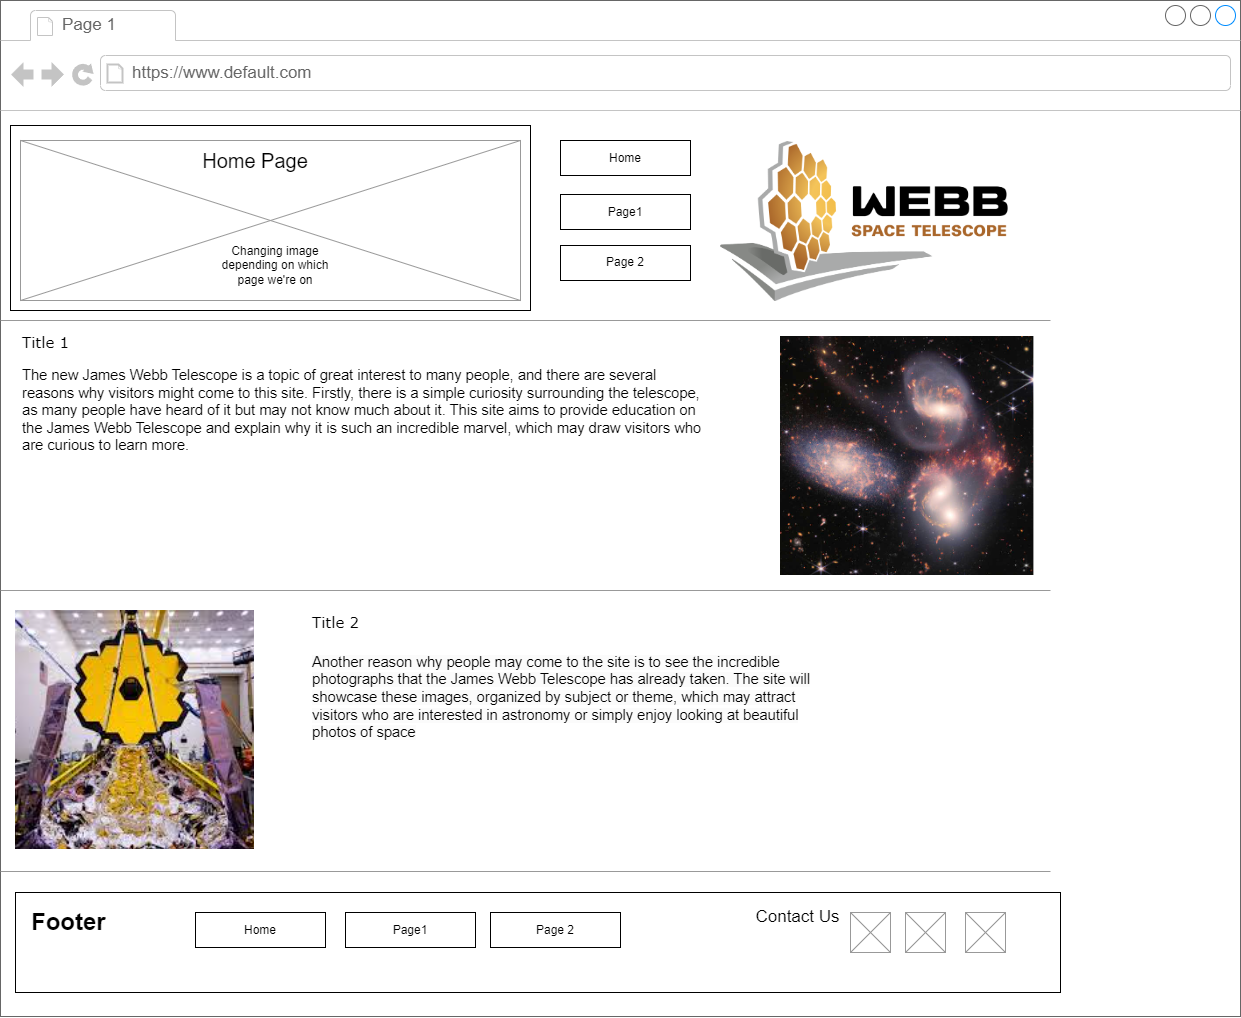 Page 1
https://www.default.com
Home Page
Changing image
depending on which
page we're on
Home
Page1
Page 2
WEBB
SPACE TELESCOPE
Title 1
The new James Webb Telescope is a topic of great interest to many people, and there are several
reasons why visitors might come to this site. Firstly, there is a simple curiosity surrounding the telescope,
as many people have heard of it but may not know much about it. This site aims to provide education on
the James Webb Telescope and explain why it is such an incredible marvel, which may draw visitors who
are curious to learn more.
Title 2
Another reason why people may come to the site is to see the incredible
photographs that the James Webb Telescope has already taken. The site will
showcase these images, organized by subject or theme, which may attract
visitors who are interested in astronomy or simply enjoy looking at beautiful
photos of space
Footer
Home
Page1
Page 2
Contact Us